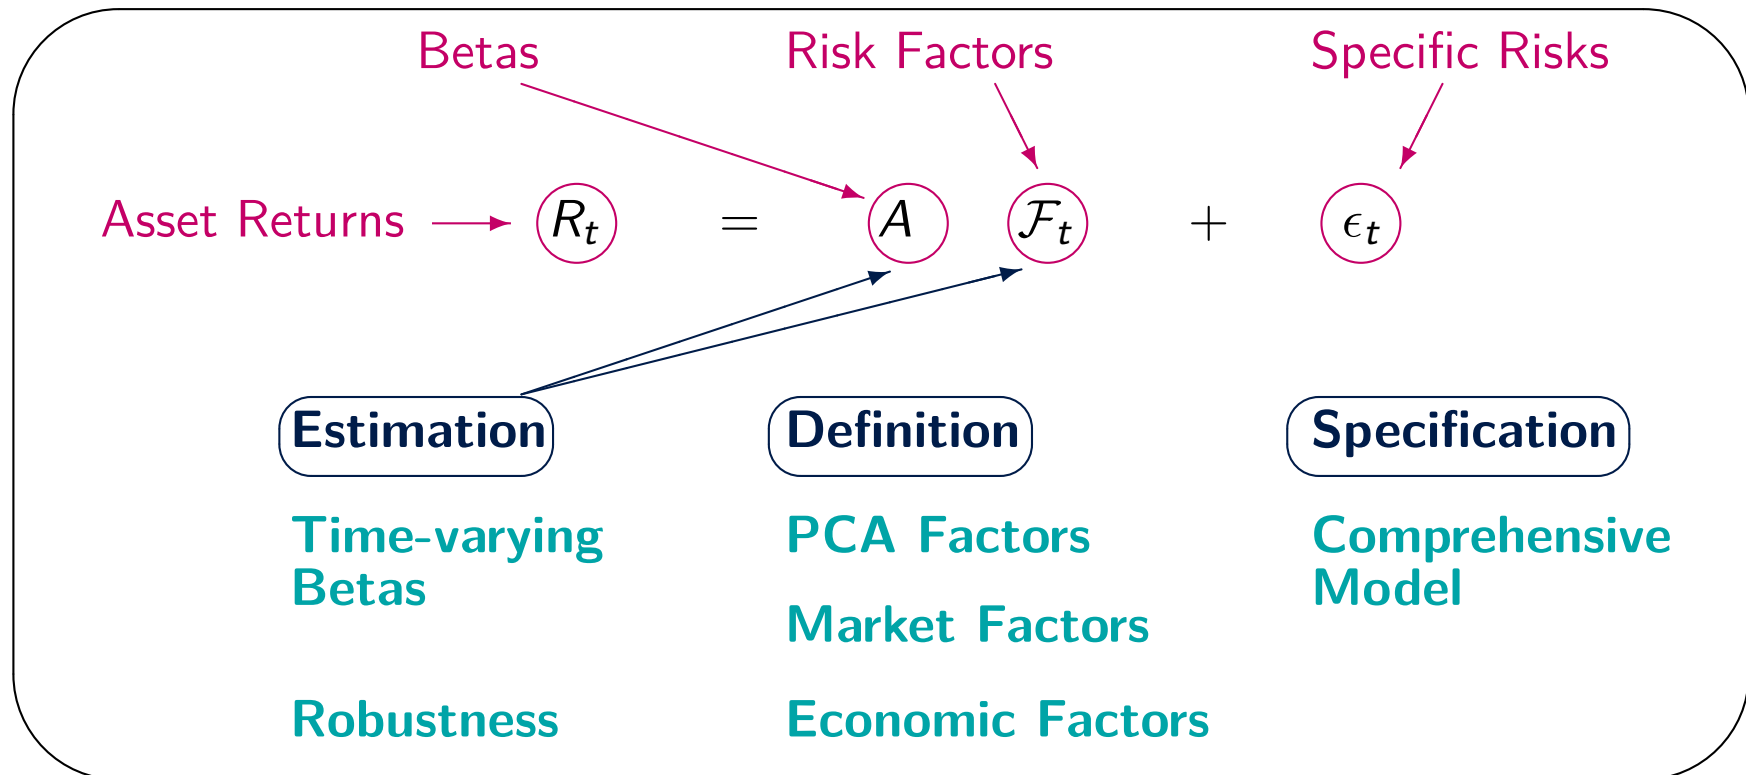 Betas Risk Factors Specific Risks
Asset Returns R_t = A ℱ_t + ϵ_t
Estimation Definition Specification
Time-varying Betas
PCA Factors
Comprehensive Model
Market Factors
Robustness Economic Factors